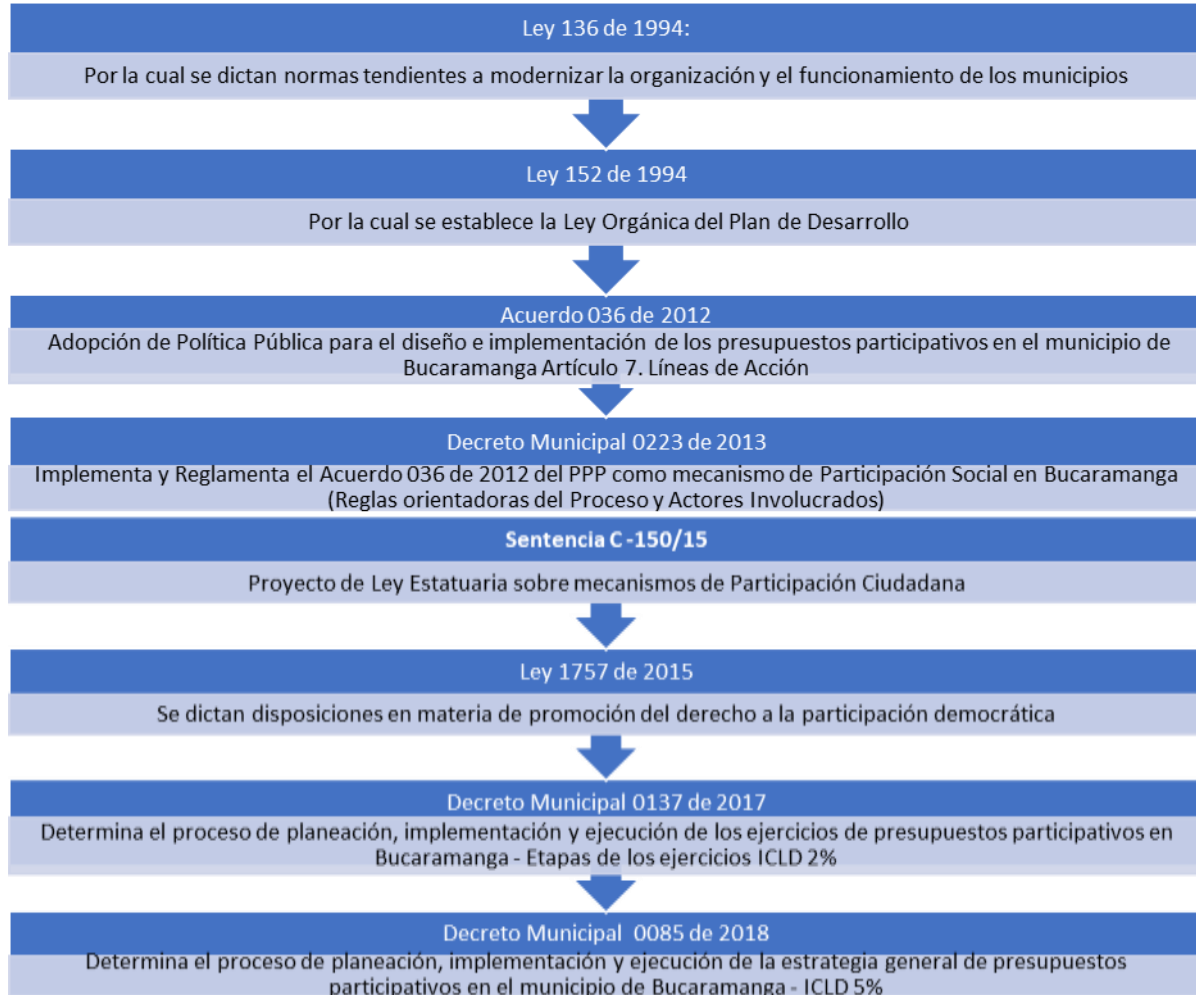 Ley 136 de 1994:
Por la cual se dictan normas tendientes a modernizar la organización y el funcionamiento de los municipios
Ley 152 de 1994
Por la cual se establece la Ley Orgánica del Plan de Desarrollo
Acuerdo 036 de 2012
Adopción de Política Pública para el diseño e implementación de los presupuestos participativos en el municipio de
Bucaramanga Artículo 7. Líneas de Acción
Decreto Municipal 0223 de 2013
Implementa y Reglamenta el Acuerdo 036 de 2012 del PPP como mecanismo de Participación Social en Bucaramanga
(Reglas orientadoras del Proceso y Actores Involucrados)
Sentencia C -150/15
Proyecto de Ley Estatuaria sobre mecanismos de Participación Ciudadana
Ley 1757 de 2015
Se dictan disposiciones en materia de promoción del derecho a la participación democrática
Decreto Municipal 0137 de 2017
Determina el proceso de planeación, implementación y ejecución de los ejercicios de presupuestos participativos en
Bucaramanga - Etapas de los ejercicios ICLD 2%
Decreto Municipal 0085 de 2018
Determina el proceso de planeación, implementación y ejecución de la estrategia general de presupuestos
participativos en el municipio de Bucaramanga - ICLD 5%